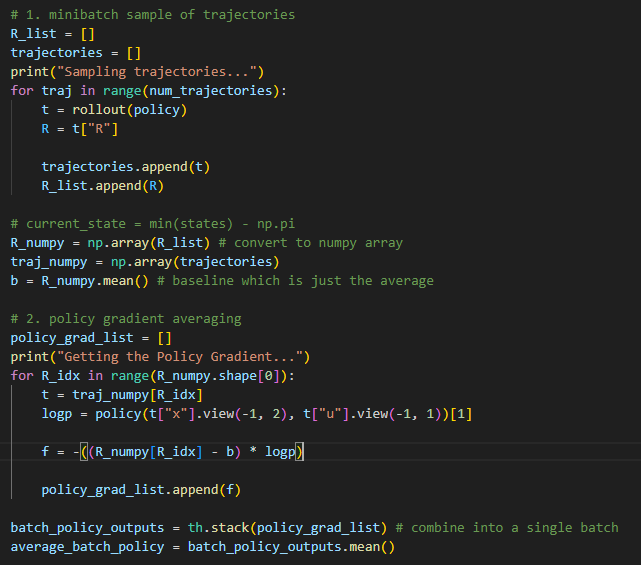 # 1. minibatch sample of trajectories
R_list = []
trajectories = []
print("Sampling trajectories...")
for traj in range(num_trajectories):
    t = rollout(policy)
    R = t["R"]
    trajectories.append(t)
    R_list.append(R)
# current_state = min(states) - np.pi
R_numpy = np.array(R_list) # convert to numpy array
traj_numpy = np.array(trajectories)
b = R_numpy.mean() # baseline which is just the average
# 2. policy gradient averaging
policy_grad_list = []
print("Getting the Policy Gradient...")
for R_idx in range(R_numpy.shape[0]):
    t = traj_numpy[R_idx]
    logp = policy(t["x"].view(-1, 2), t["u"].view(-1, 1))[1]
    f = -((R_numpy[R_idx] - b) * logp)
    policy_grad_list.append(f)
batch_policy_outputs = th.stack(policy_grad_list) # combine into a single batch
average_batch_policy = batch_policy_outputs.mean()